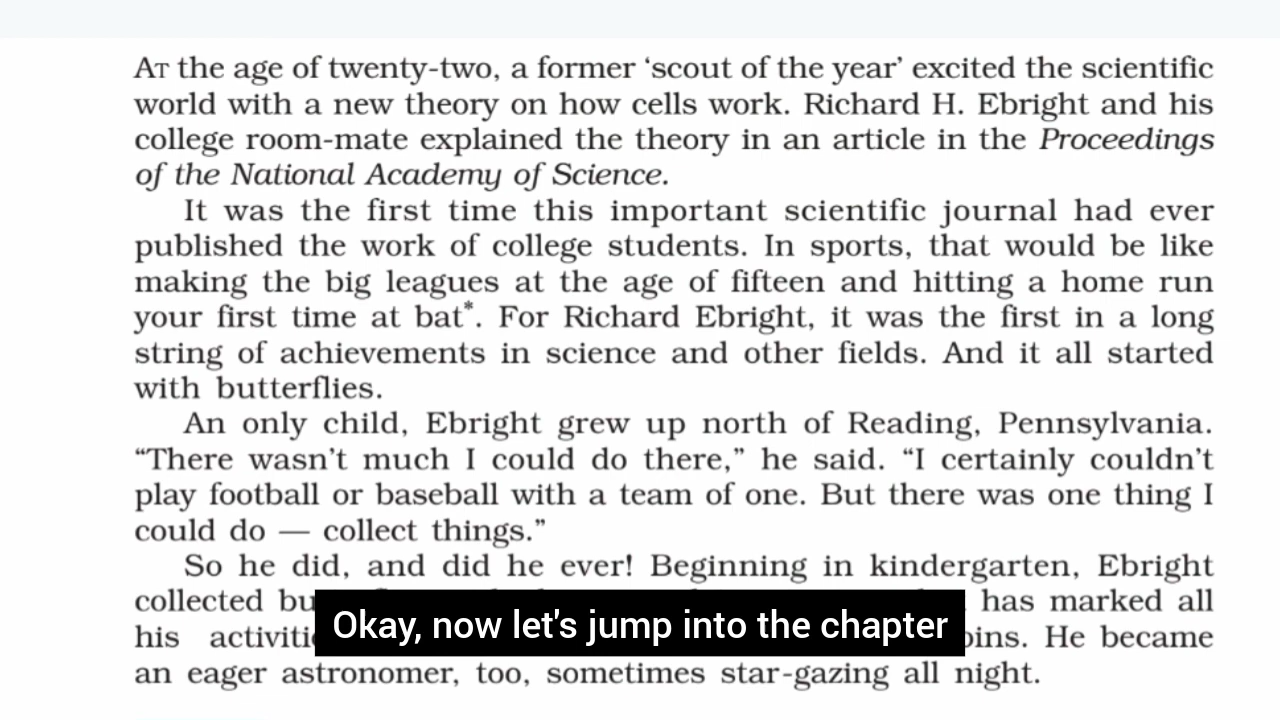 At the age of twenty-two, a former ‘scout of the year’ excited the scientific
world with a new theory on how cells work. Richard H. Ebright and his
college room-mate explained the theory in an article in the Proceedings
of the National Academy of Science.
It was the first time this important scientific journal had ever
published the work of college students. In sports, that would be like
making the big leagues at the age of fifteen and hitting a home run
your first time at bat*. For Richard Ebright, it was the first in a long
string of achievements in science and other fields. And it all started
with butterflies.
An only child, Ebright grew up north of Reading, Pennsylvania.
“There wasn’t much I could do there,” he said. “I certainly couldn’t
play football or baseball with a team of one. But there was one thing I
could do — collect things.”
So he did, and did he ever! Beginning in kindergarten, Ebright
collected has marked all
his He became
Okay, now let's jump into the chapter
an eager astronomer, too, sometimes star-gazing all night.